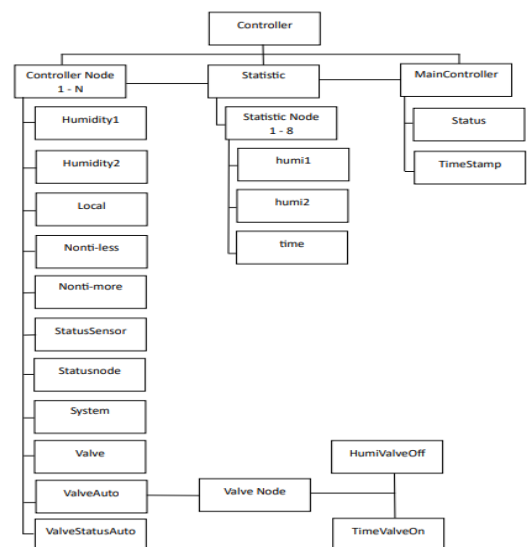 Controller
Controller Node
1 - N
Statistic
MainController
Humidity1
Humidity2
Local
Nonti-less
Nonti-more
StatusSensor
Statusnode
System
Valve
ValveAuto
ValveStatusAuto
Statistic Node
1 - 8
humi1
humi2
time
Status
TimeStamp
Valve Node
HumiValveOff
TimeValveOn